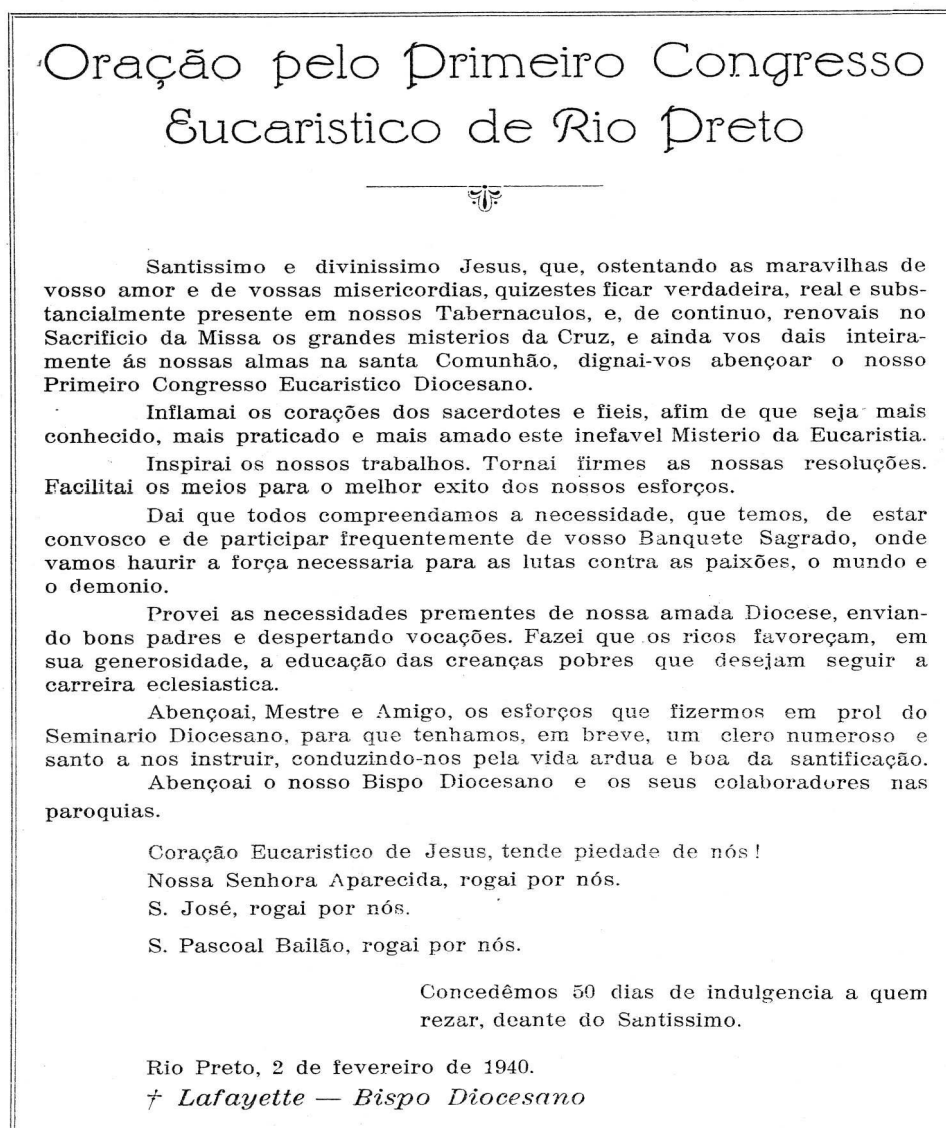 Oração pelo Primeiro Congresso
Eucaristico de Rio Preto
Santissimo e divinissimo Jesus, que, ostentando as maravilhas de
vosso amor e de vossas misericordias, quizestes ficar verdadeira, real e subs-
tancialmente presente em nossos Tabernaculos, e, de continuo, renovais no
Sacrificio da Missa os grandes misterios da Cruz, e ainda vos dais inteira-
mente ás nossas almas na santa Comunhão, dignai-vos abençoar o nosso
Primeiro Congresso Eucaristico Diocesano.
Inflamai os corações dos sacerdotes e fieis, afim de que seja mais
conhecido, mais praticado e mais amado este inefavel Misterio da Eucaristia.
Inspirai os nossos trabalhos. Tornai firmes as nossas resoluções.
Facilitai os meios para o melhor exito dos nossos esforços.
Dai que todos compreendamos a necessidade, que temos, de estar
convosco e de participar frequentemente de vosso Banquete Sagrado, onde
vamos haurir a força necessaria para as lutas contra as paixões, o mundo e
o demonio.
Provei as necessidades prementes de nossa amada Diocese, envian-
do bons padres e despertando vocações. Fazei que os ricos favoreçam, em
sua generosidade, a educação das creanças pobres que desejam seguir a
carreira eclesiastica.
Abençoai, Mestre e Amigo, os esforços que fizermos em prol do
Seminario Diocesano, para que tenhamos, em breve, um clero numeroso e
santo a nos instruir, conduzindo-nos pela vida ardua e boa da santificação.
Abençoai o nosso Bispo Diocesano e os seus colaboradores nas
paroquias.
Coração Eucaristico de Jesus, tende piedade de nós!
Nossa Senhora Aparecida, rogai por nós.
S. José, rogai por nós.
S. Pascoal Bailão, rogai por nós.
Concedêmos 50 dias de indulgencia a quem
rezar, deante do Santissimo.
Rio Preto, 2 de fevereiro de 1940.
† Lafayette — Bispo Diocesano